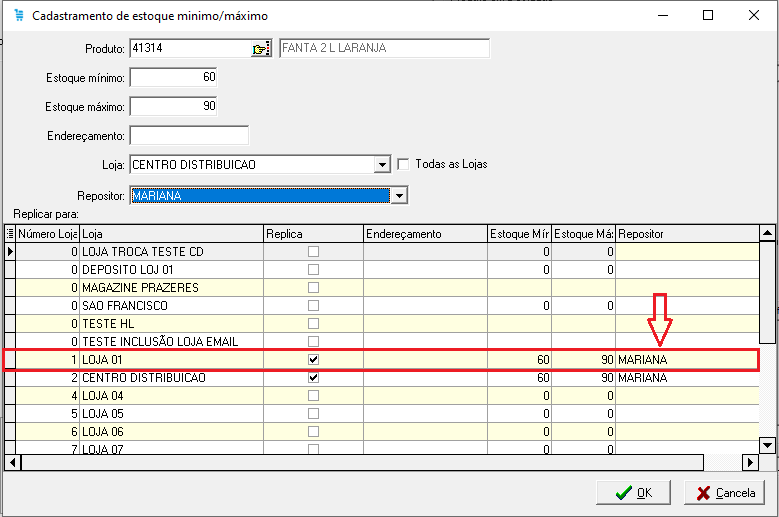 Cadastramento de estoque minimo/máximo
Produto: 41314 FANTA 2 L LARANJA
Estoque mínimo: 60
Estoque máximo: 90
Endereçamento:
Loja: CENTRO DISTRIBUICAO Todas as Lojas
Repositor: MARIANA
Replicar para:
Número Loja Loja Replica Endereçamento Estoque Mír Estoque Má: Repositor
0 LOJA TROCA TESTE CD 0 0
0 DEPOSITO LOJ 01 0 0
0 MAGAZINE PRAZERES
0 SAO FRANCISCO 0 0
0 TESTE HL
0 TESTE INCLUSÃO LOJA EMAIL
1 LOJA 01 60 90 MARIANA
2 CENTRO DISTRIBUICAO 60 90 MARIANA
4 LOJA 04 0 0
5 LOJA 05 0 0
6 LOJA 06 0 0
7 LOJA 07 0 0
OK Cancela